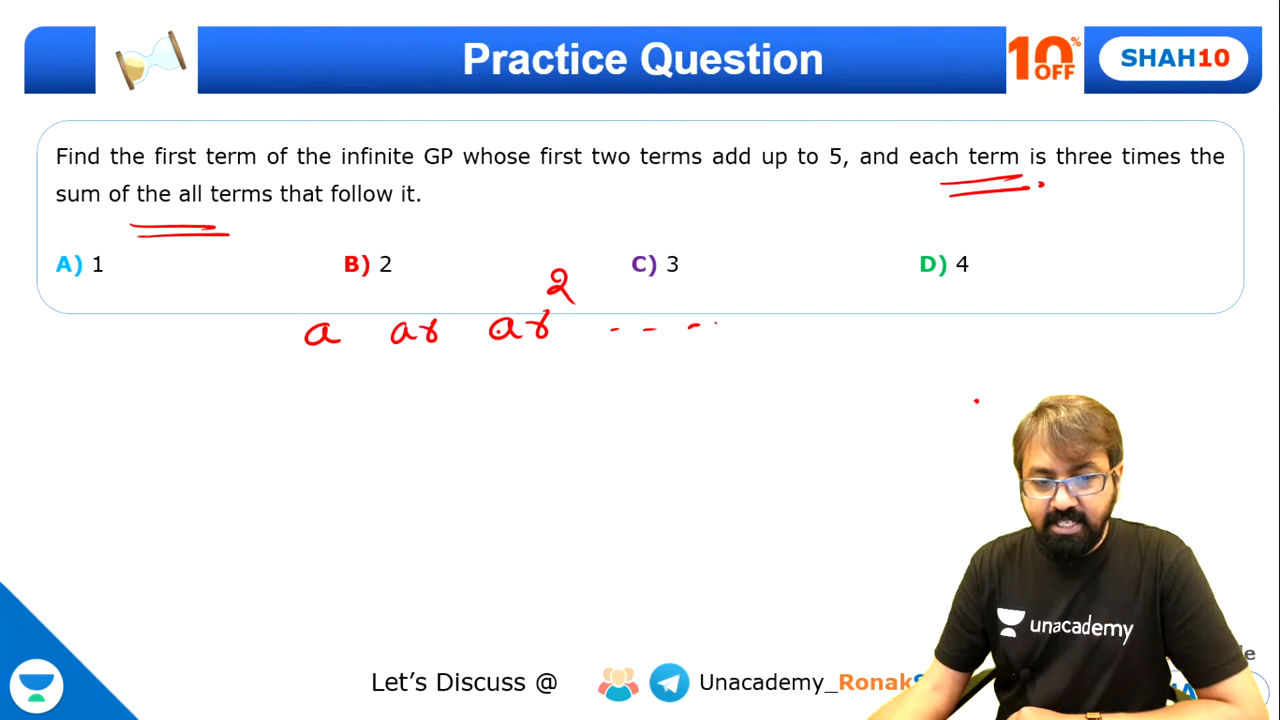 Practice Question
10% OFF
SHAH10
Find the first term of the infinite GP whose first two terms add up to 5, and each term is three times the
sum of the all terms that follow it.
A) 1 B) 2 C) 3 D) 4
a ar ar² -- --
unacademy
Let's Discuss @ Unacademy_Ronak